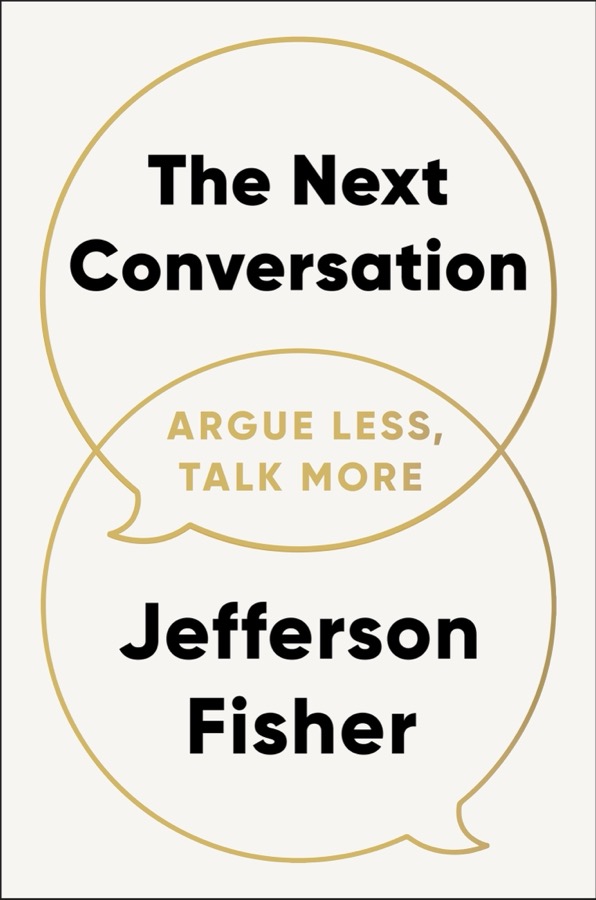 The Next
Conversation
ARGUE LESS,
TALK MORE
Jefferson
Fisher